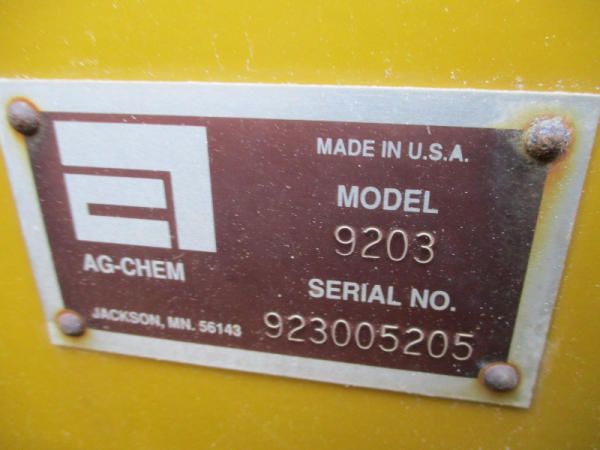 MADE IN U.S.A.
MODEL
9203
AG-CHEM
SERIAL NO.
JACKSON, MN. 56143
923005205